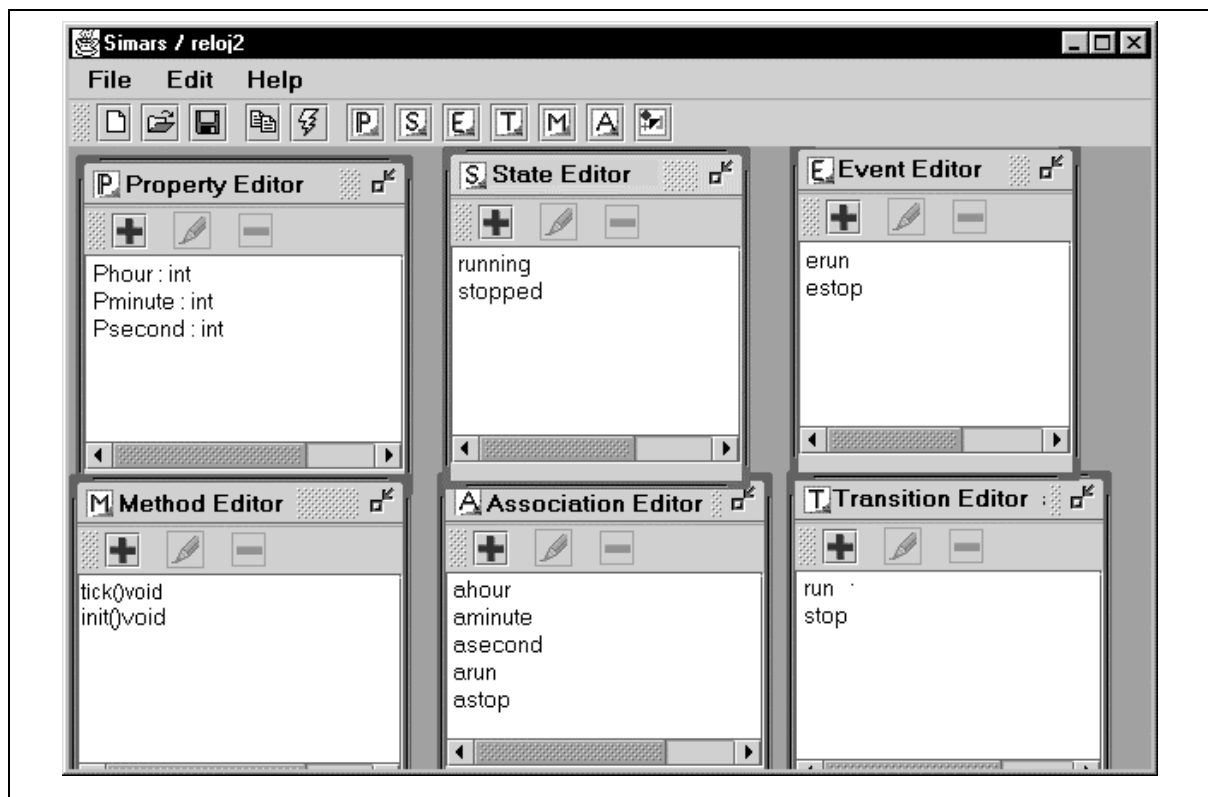 Simars / reloj2
File Edit Help
P S E T M A
P Property Editor
Phour : int
Pminute : int
Psecond : int
S State Editor
running
stopped
E Event Editor
erun
estop
M Method Editor
tick()void
init()void
A Association Editor
ahour
aminute
asecond
arun
astop
T Transition Editor
run
stop